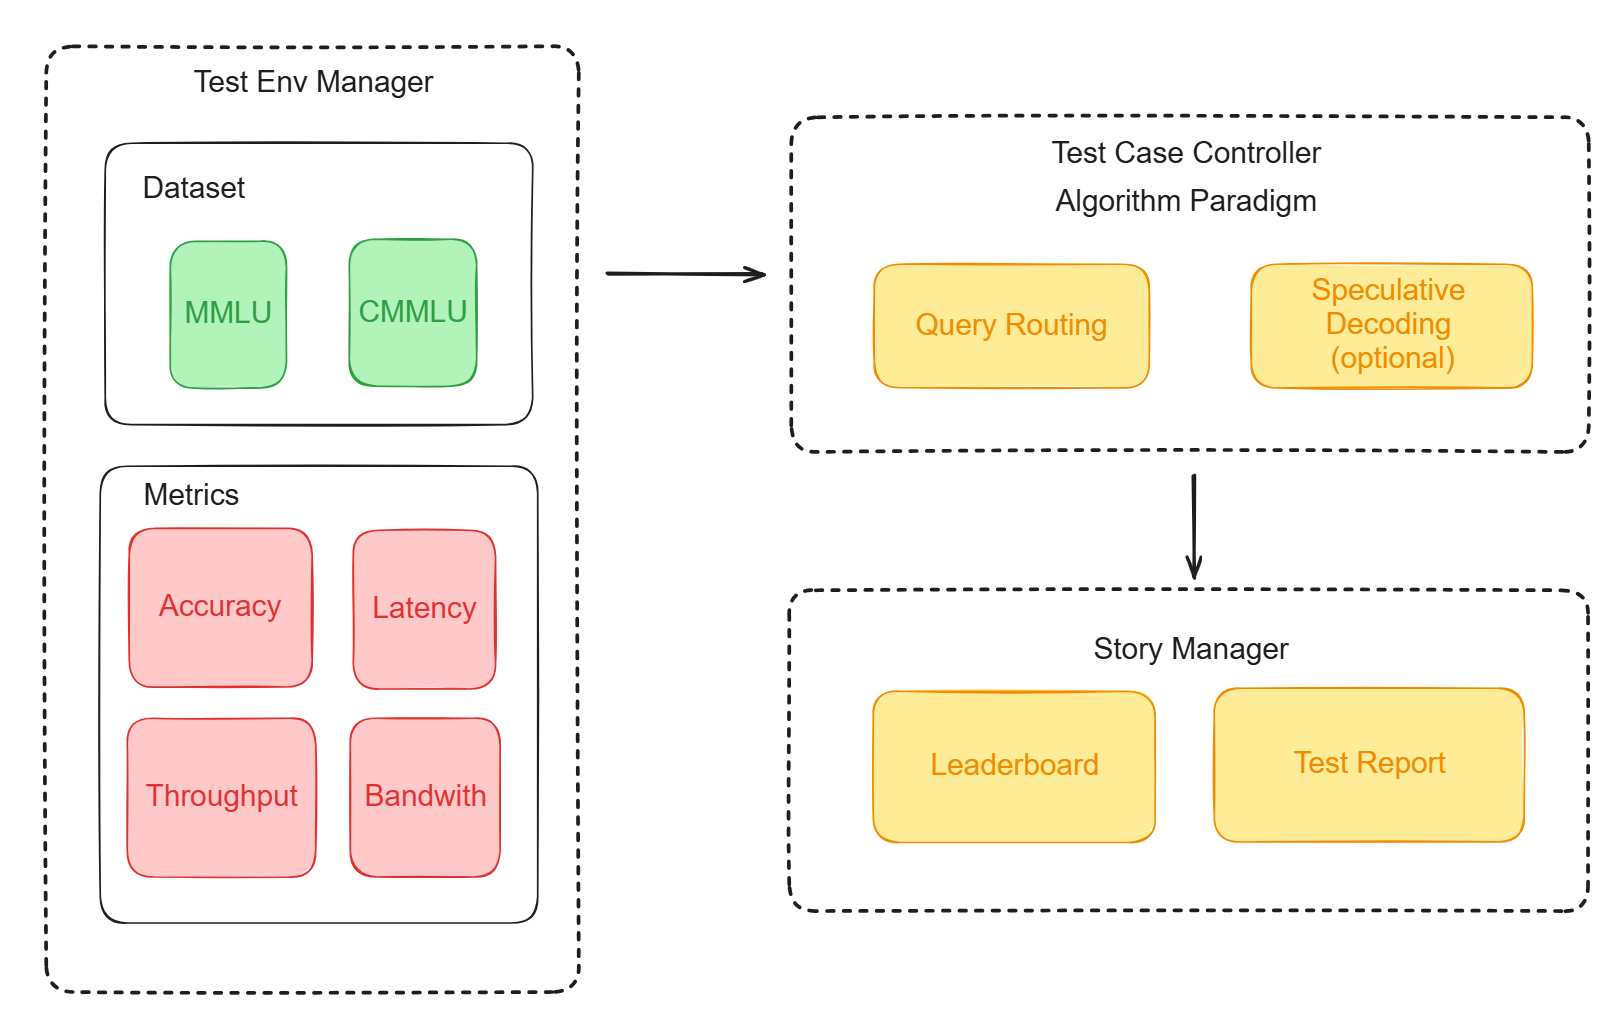 Test Env Manager
Dataset
MMLU
CMMLU
Metrics
Accuracy
Latency
Throughput
Bandwith
Test Case Controller
Algorithm Paradigm
Query Routing
Speculative
Decoding
(optional)
Story Manager
Leaderboard
Test Report